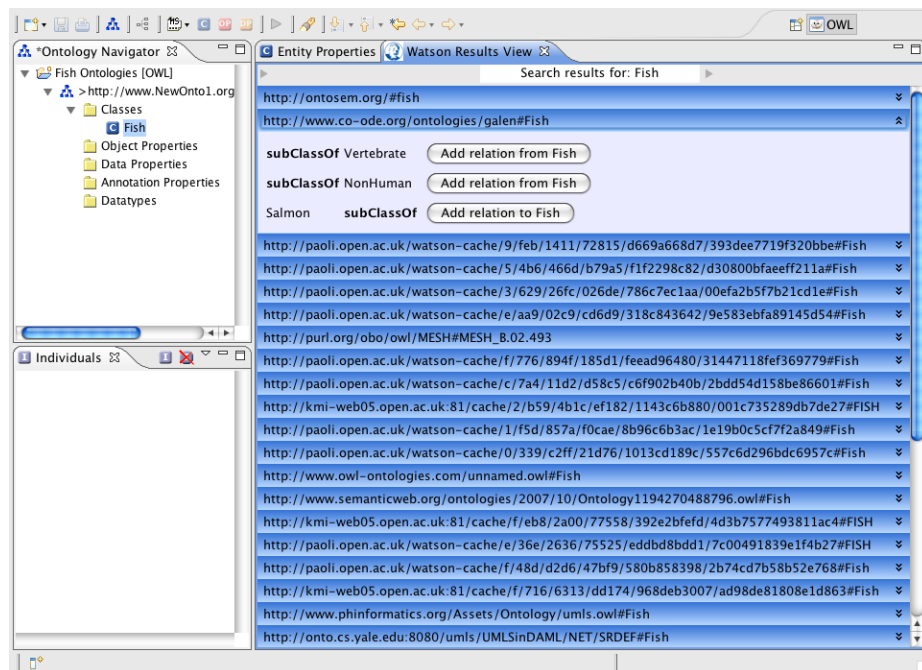 OWL
*Ontology Navigator
Fish Ontologies [OWL]
>http://www.NewOnto1.org
Classes
Fish
Object Properties
Data Properties
Annotation Properties
Datatypes
Individuals
Entity Properties
Watson Results View
Search results for: Fish
http://ontosem.org/#fish
http://www.co-ode.org/ontologies/galen#Fish
subClassOf Vertebrate Add relation from Fish
subClassOf NonHuman Add relation from Fish
Salmon subClassOf Add relation to Fish
http://paoli.open.ac.uk/watson-cache/9/feb/1411/72815/d669a668d7/393dee7719f320bbe#Fish
http://paoli.open.ac.uk/watson-cache/5/4b6/466d/b79a5/f1f2298c82/d30800bfaeeff211a#Fish
http://paoli.open.ac.uk/watson-cache/3/629/26fc/026de/786c7ec1aa/00efa2b5f7b21cd1e#Fish
http://paoli.open.ac.uk/watson-cache/e/aa9/02c9/cd6d9/318c843642/9e583ebfa89145d54#Fish
http://purl.org/obo/owl/MESH#MESH_B.02.493
http://paoli.open.ac.uk/watson-cache/f/776/894f/185d1/feead96480/31447118fef369779#Fish
http://paoli.open.ac.uk/watson-cache/c/7a4/11d2/d58c5/c6f902b40b/2bdd54d158be86601#Fish
http://kmi-web05.open.ac.uk:81/cache/2/b59/4b1c/ef182/1143c6b880/001c735289db7de27#FISH
http://paoli.open.ac.uk/watson-cache/1/f5d/857a/f0cae/8b96c6b3ac/1e19b0c5cf7f2a849#Fish
http://paoli.open.ac.uk/watson-cache/0/339/c2ff/21d76/1013cd189c/557c6d296bdc6957c#Fish
http://www.owl-ontologies.com/unnamed.owl#Fish
http://www.semanticweb.org/ontologies/2007/10/Ontology1194270488796.owl#Fish
http://kmi-web05.open.ac.uk:81/cache/f/eb8/2a00/77558/392e2bfefd/4d3b7577493811ac4#FISH
http://paoli.open.ac.uk/watson-cache/e/36e/2636/75525/eddbd8bdd1/7c00491839e1f4b27#FISH
http://paoli.open.ac.uk/watson-cache/f/48d/d2d6/47bf9/580b858398/2b74cd7b58b52e768#Fish
http://kmi-web05.open.ac.uk:81/cache/f/716/6313/dd174/968deb3007/ad98de81808e1d863#Fish
http://www.phinformatics.org/Assets/Ontology/umls.owl#Fish
http://onto.cs.yale.edu:8080/umls/UMLSinDAML/NET/SRDEF#Fish